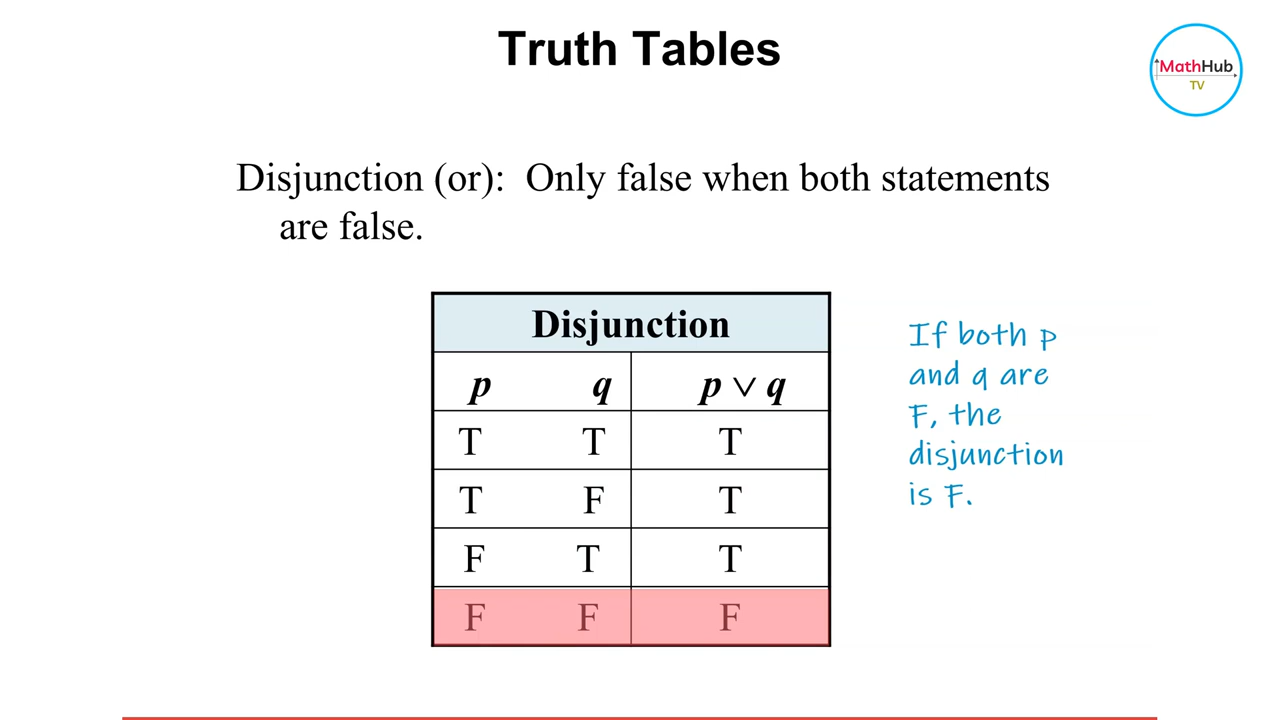 Truth Tables
MathHub
TV
Disjunction (or): Only false when both statements
are false.
Disjunction
p q p ∨ q
T T T
T F T
F T T
F F F
If both p
and q are
F, the
disjunction
is F.